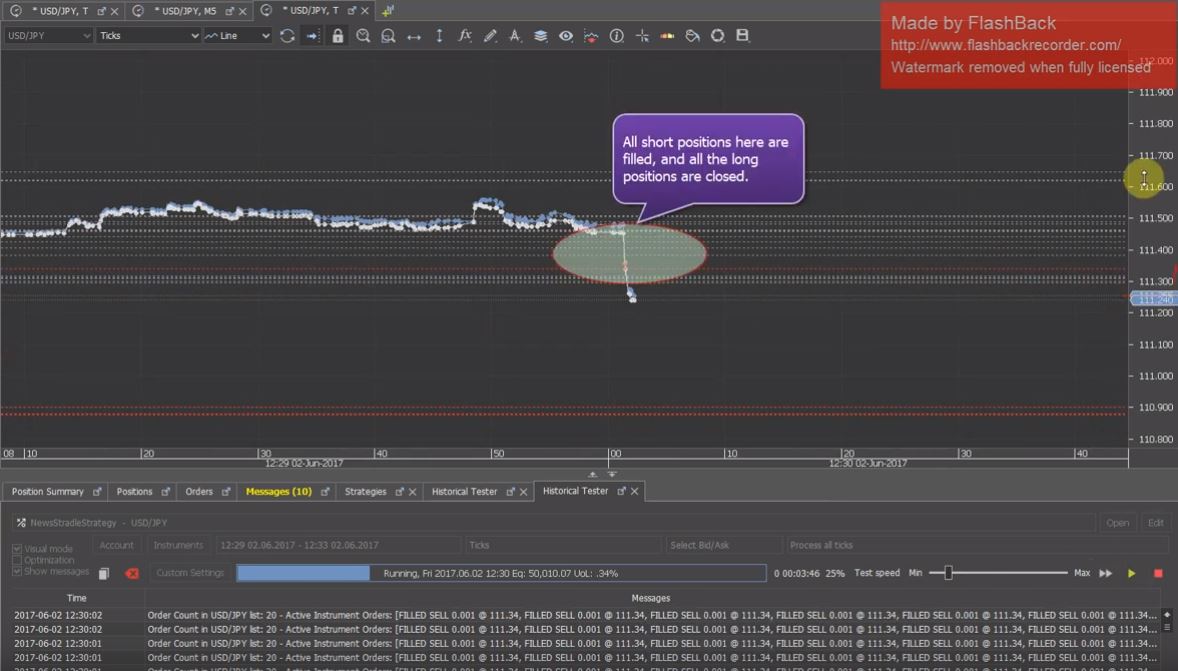 * USD/JPY, T
* USD/JPY, M5
* USD/JPY, T
Made by FlashBack
http://www.flashbackrecorder.com/
Watermark removed when fully licensed
USD/JPY
Ticks
Line
112.000
111.900
111.800
111.700
111.600
111.500
111.400
111.300
111.240
111.200
111.100
111.000
110.900
110.800
All short positions here are
filled, and all the long
positions are closed.
08 10 20 30 40 50 00 10 20 30 40
12:29 02-Jun-2017
12:30 02-Jun-2017
Position Summary
Positions
Orders
Messages (10)
Strategies
Historical Tester
Historical Tester
NewsStradleStrategy - USD/JPY
Open
Edit
Visual mode
Optimization
Show messages
Account
Instruments
12:29 02.06.2017 - 12:33 02.06.2017
Ticks
Select Bid/Ask
Process all ticks
Custom Settings
Running, Fri 2017.06.02 12:30 Eq: 50,010.07 UoL: .34%
0 00:03:46 25%
Test speed
Min
Max
Time
Messages
2017-06-02 12:30:02 Order Count in USD/JPY list: 20 - Active Instrument Orders: [FILLED SELL 0.001 @ 111.34, FILLED SELL 0.001 @ 111.34, FILLED SELL 0.001 @ 111.34, FILLED SELL 0.001 @ 111.34, FILLED SELL 0.001 @ 111.34, FILLED SELL 0.001 @ 111.34, FILLED SELL 0.001 @ 111.34...
2017-06-02 12:30:02 Order Count in USD/JPY list: 20 - Active Instrument Orders: [FILLED SELL 0.001 @ 111.34, FILLED SELL 0.001 @ 111.34, FILLED SELL 0.001 @ 111.34, FILLED SELL 0.001 @ 111.34, FILLED SELL 0.001 @ 111.34, FILLED SELL 0.001 @ 111.34, FILLED SELL 0.001 @ 111.34...
2017-06-02 12:30:01 Order Count in USD/JPY list: 20 - Active Instrument Orders: [FILLED SELL 0.001 @ 111.34, FILLED SELL 0.001 @ 111.34, FILLED SELL 0.001 @ 111.34, FILLED SELL 0.001 @ 111.34, FILLED SELL 0.001 @ 111.34, FILLED SELL 0.001 @ 111.34, FILLED SELL 0.001 @ 111.34...
2017-06-02 12:30:01 Order Count in USD/JPY list: 20 - Active Instrument Orders: [FILLED SELL 0.001 @ 111.34, FILLED SELL 0.001 @ 111.34, FILLED SELL 0.001 @ 111.34, FILLED SELL 0.001 @ 111.34, FILLED SELL 0.001 @ 111.34, FILLED SELL 0.001 @ 111.34, FILLED SELL 0.001 @ 111.34...